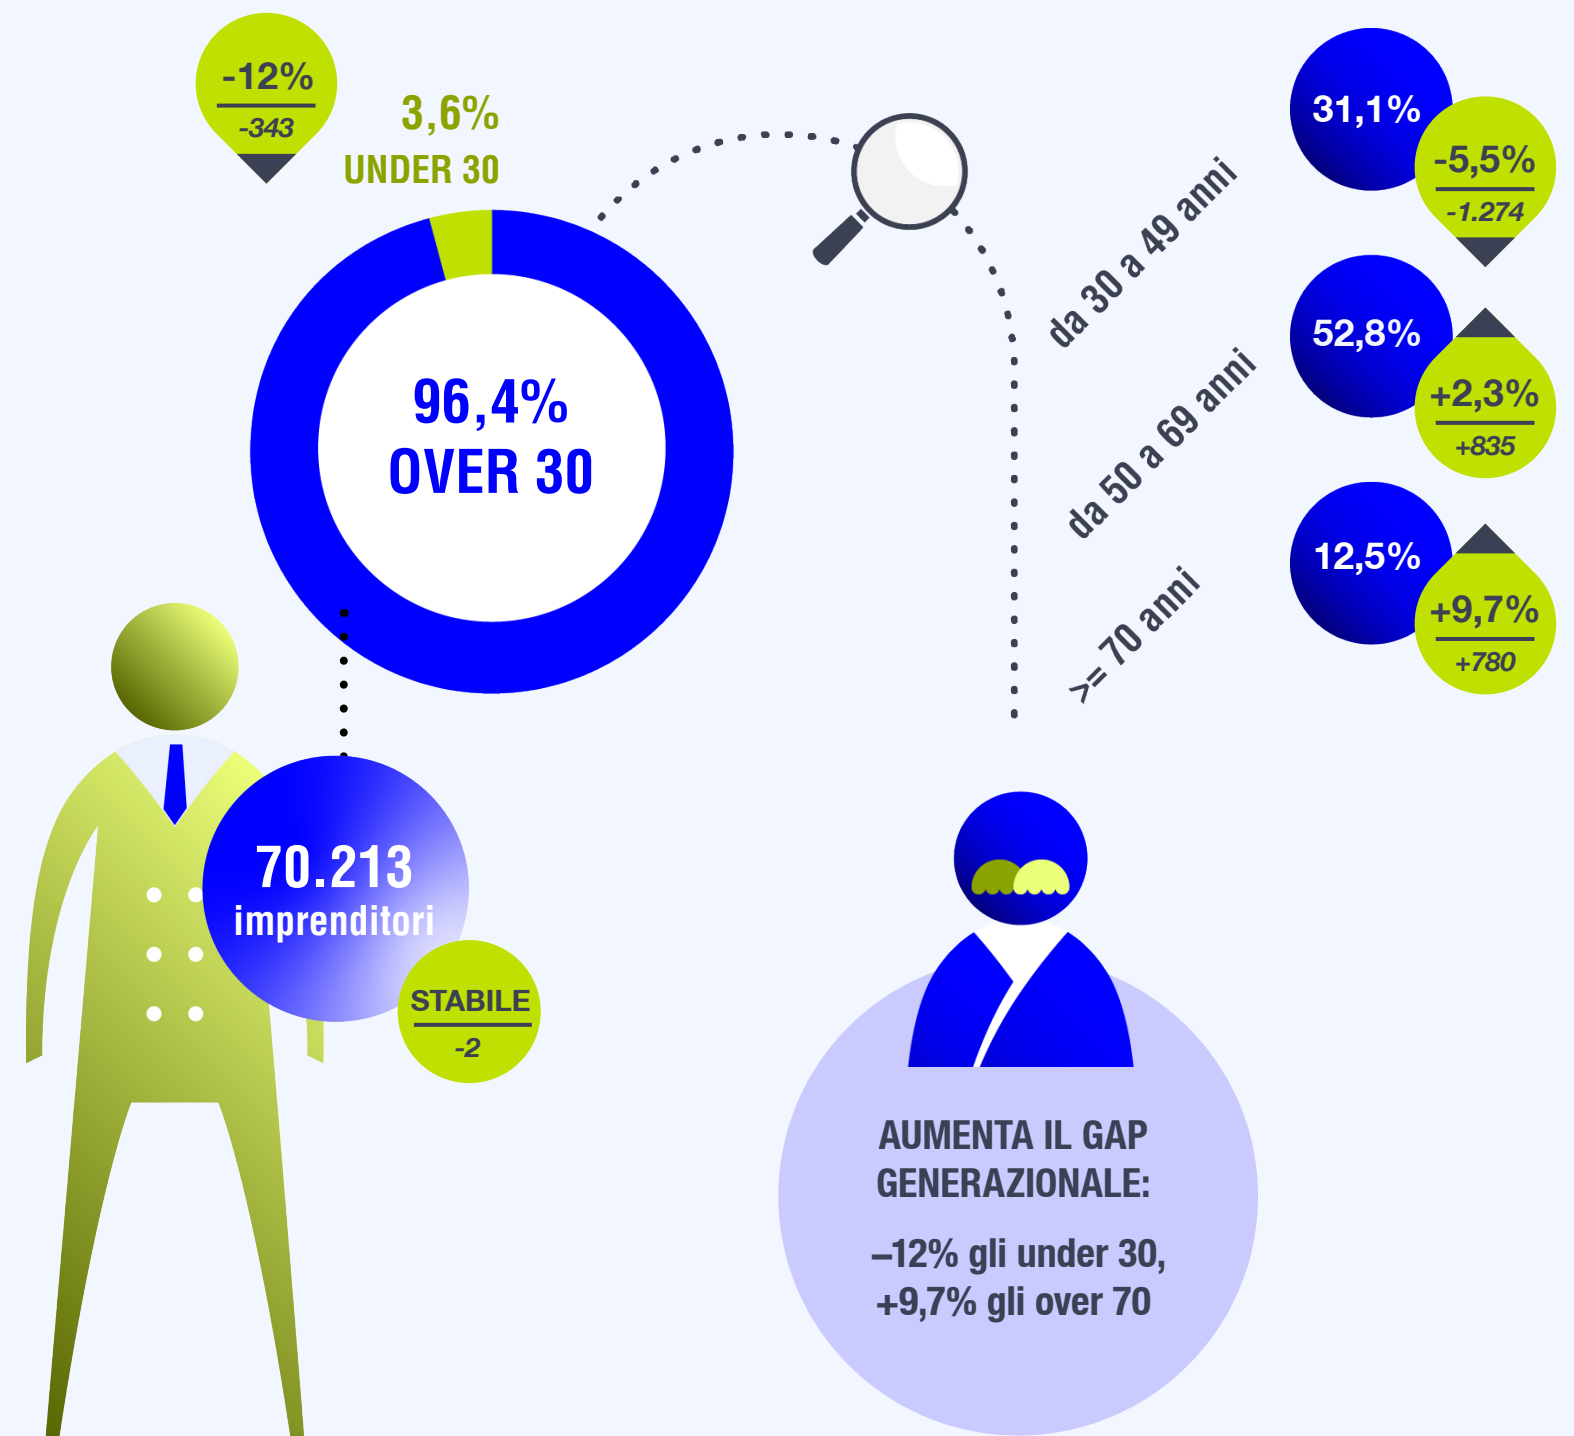 -12%
-343
3,6%
UNDER 30
96,4%
OVER 30
da 30 a 49 anni
31,1%
-5,5%
-1.274
da 50 a 69 anni
52,8%
+2,3%
+835
>= 70 anni
12,5%
+9,7%
+780
70.213
imprenditori
STABILE
-2
AUMENTA IL GAP
GENERAZIONALE:
–12% gli under 30,
+9,7% gli over 70